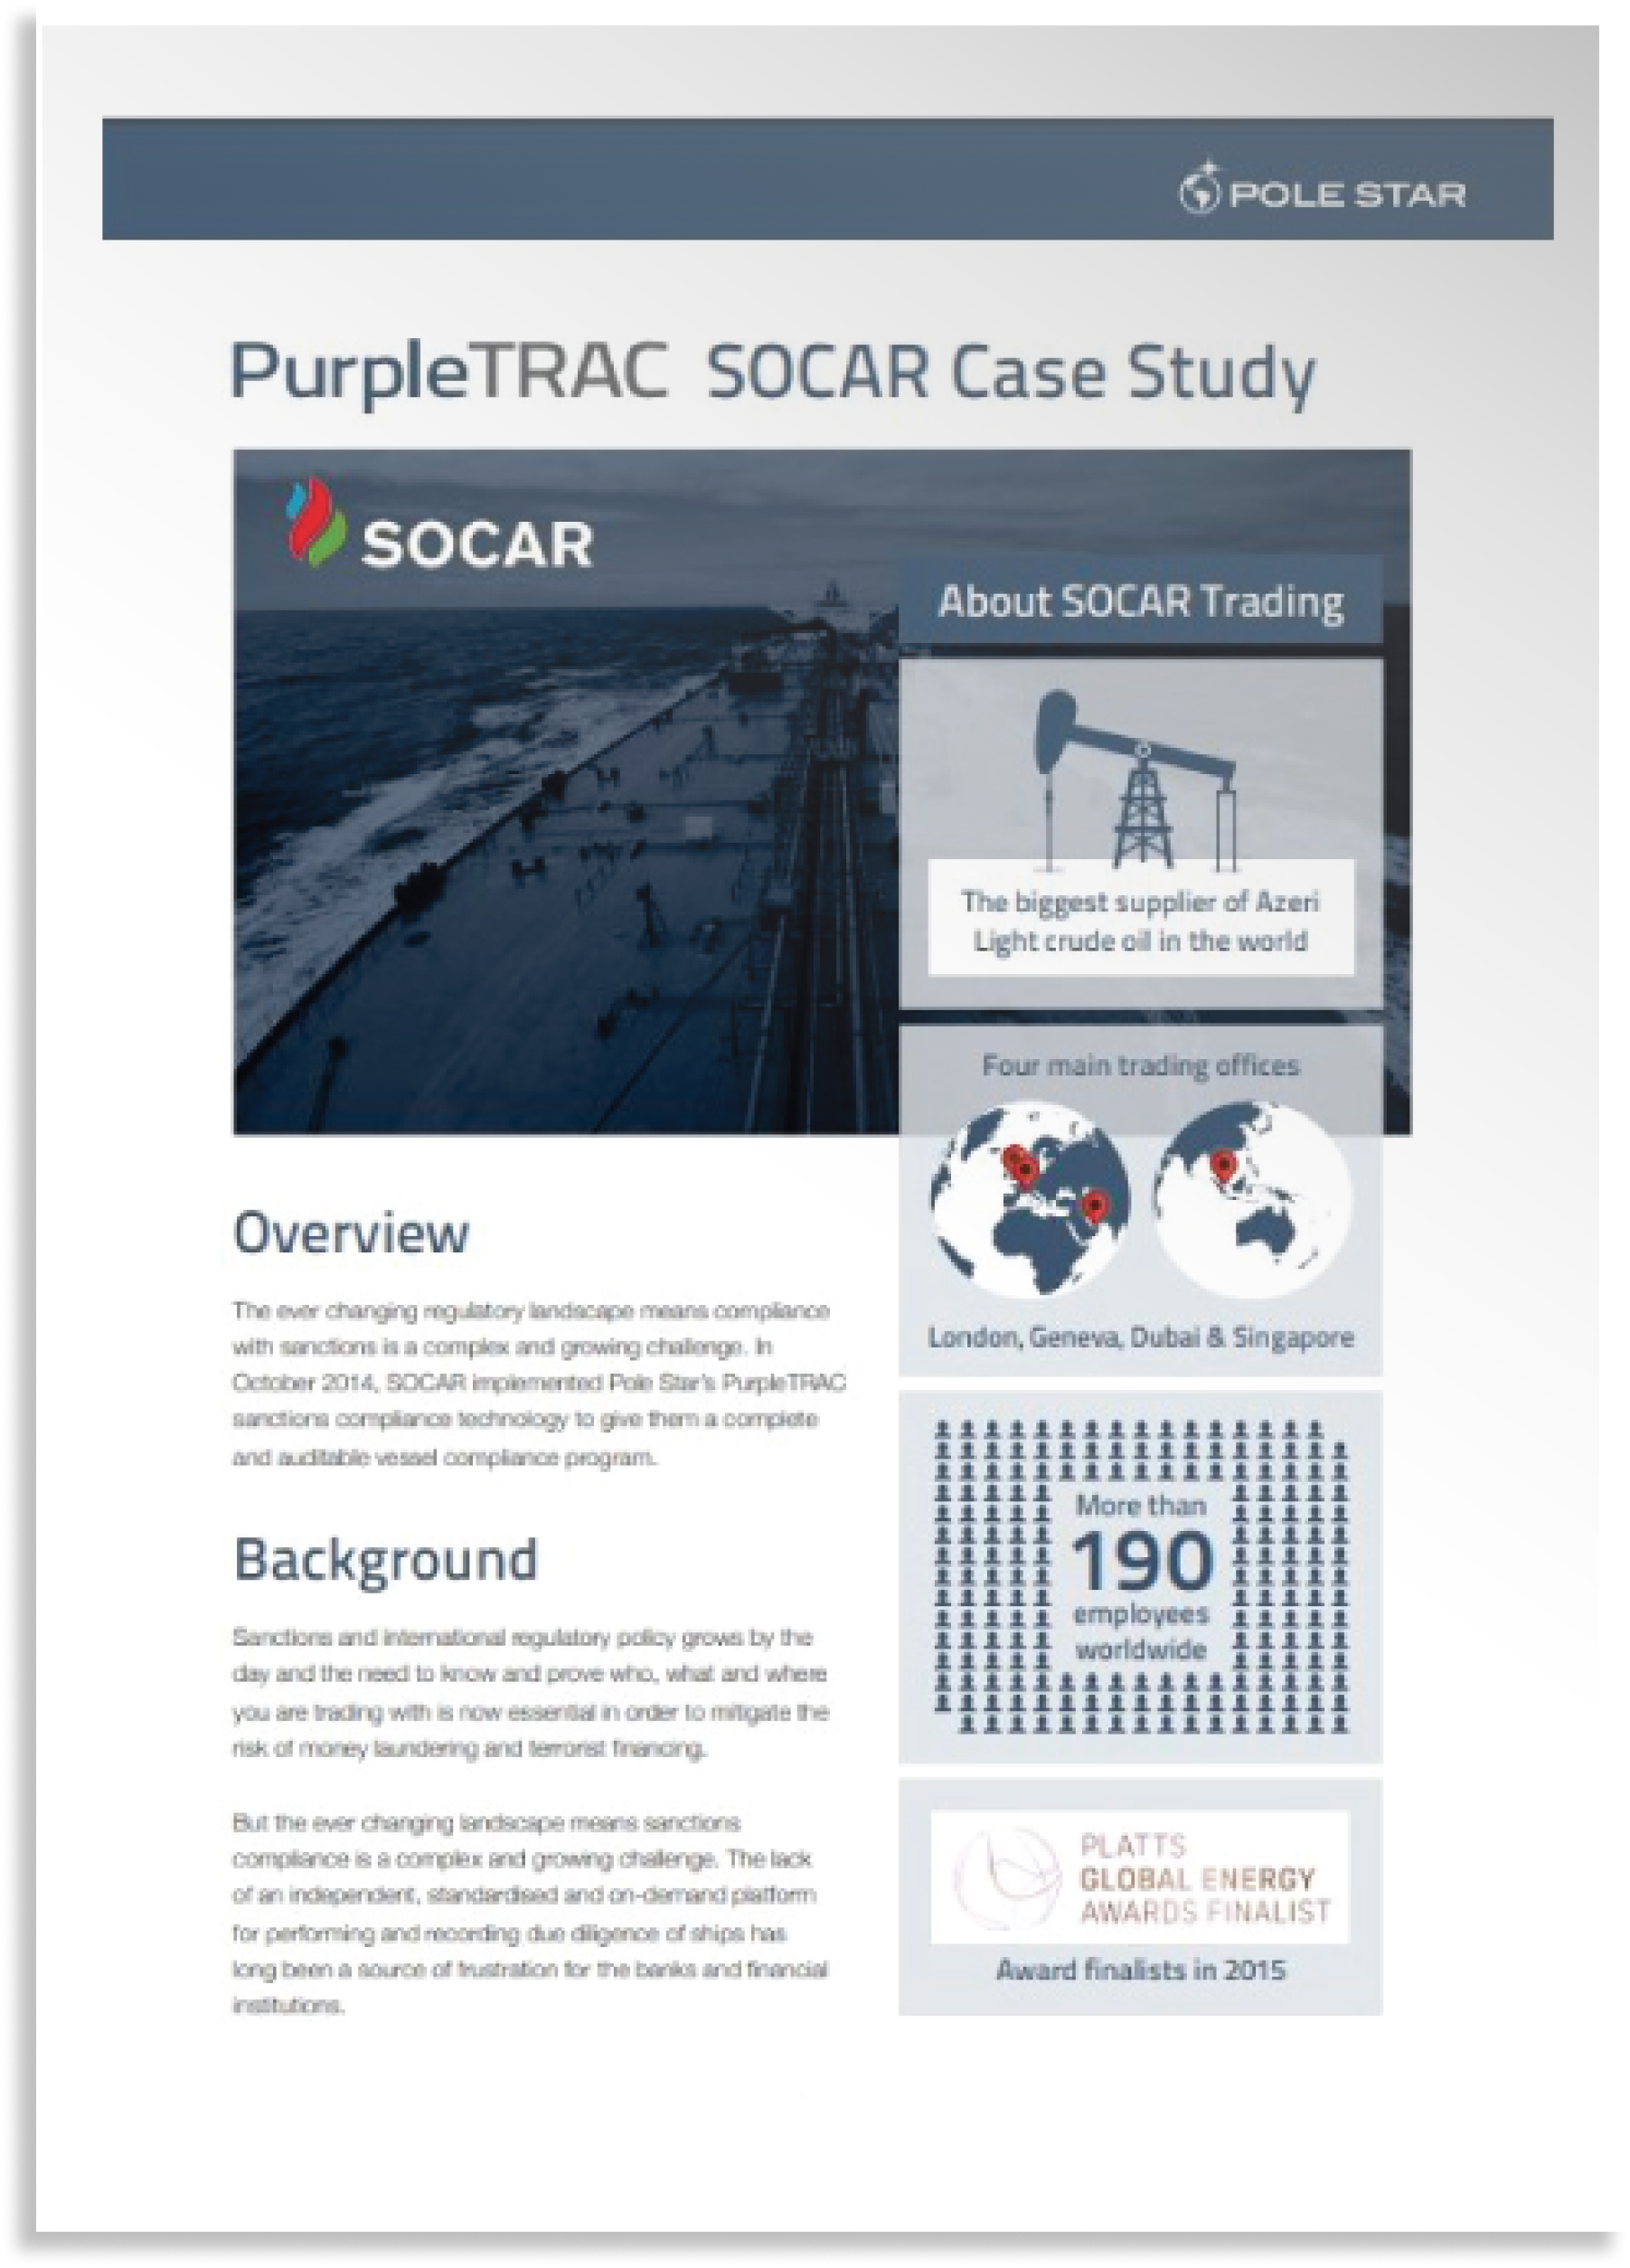 POLE STAR
PurpleTRAC SOCAR Case Study
SOCAR
About SOCAR Trading
The biggest supplier of Azeri
Light crude oil in the world
Four main trading offices
London, Geneva, Dubai & Singapore
More than
190
employees
worldwide
PLATTS
GLOBAL ENERGY
AWARDS FINALIST
Award finalists in 2015
Overview
The ever changing regulatory landscape means compliance
with sanctions is a complex and growing challenge. In
October 2014, SOCAR implemented Pole Star's PurpleTRAC
sanctions compliance technology to give them a complete
and auditable vessel compliance program.
Background
Sanctions and international regulatory policy grows by the
day and the need to know and prove who, what and where
you are trading with is now essential in order to mitigate the
risk of money laundering and terrorist financing.
But the ever changing landscape means sanctions
compliance is a complex and growing challenge. The lack
of an independent, standardised and on-demand platform
for performing and recording due diligence of ships has
long been a source of frustration for the banks and financial
institutions.